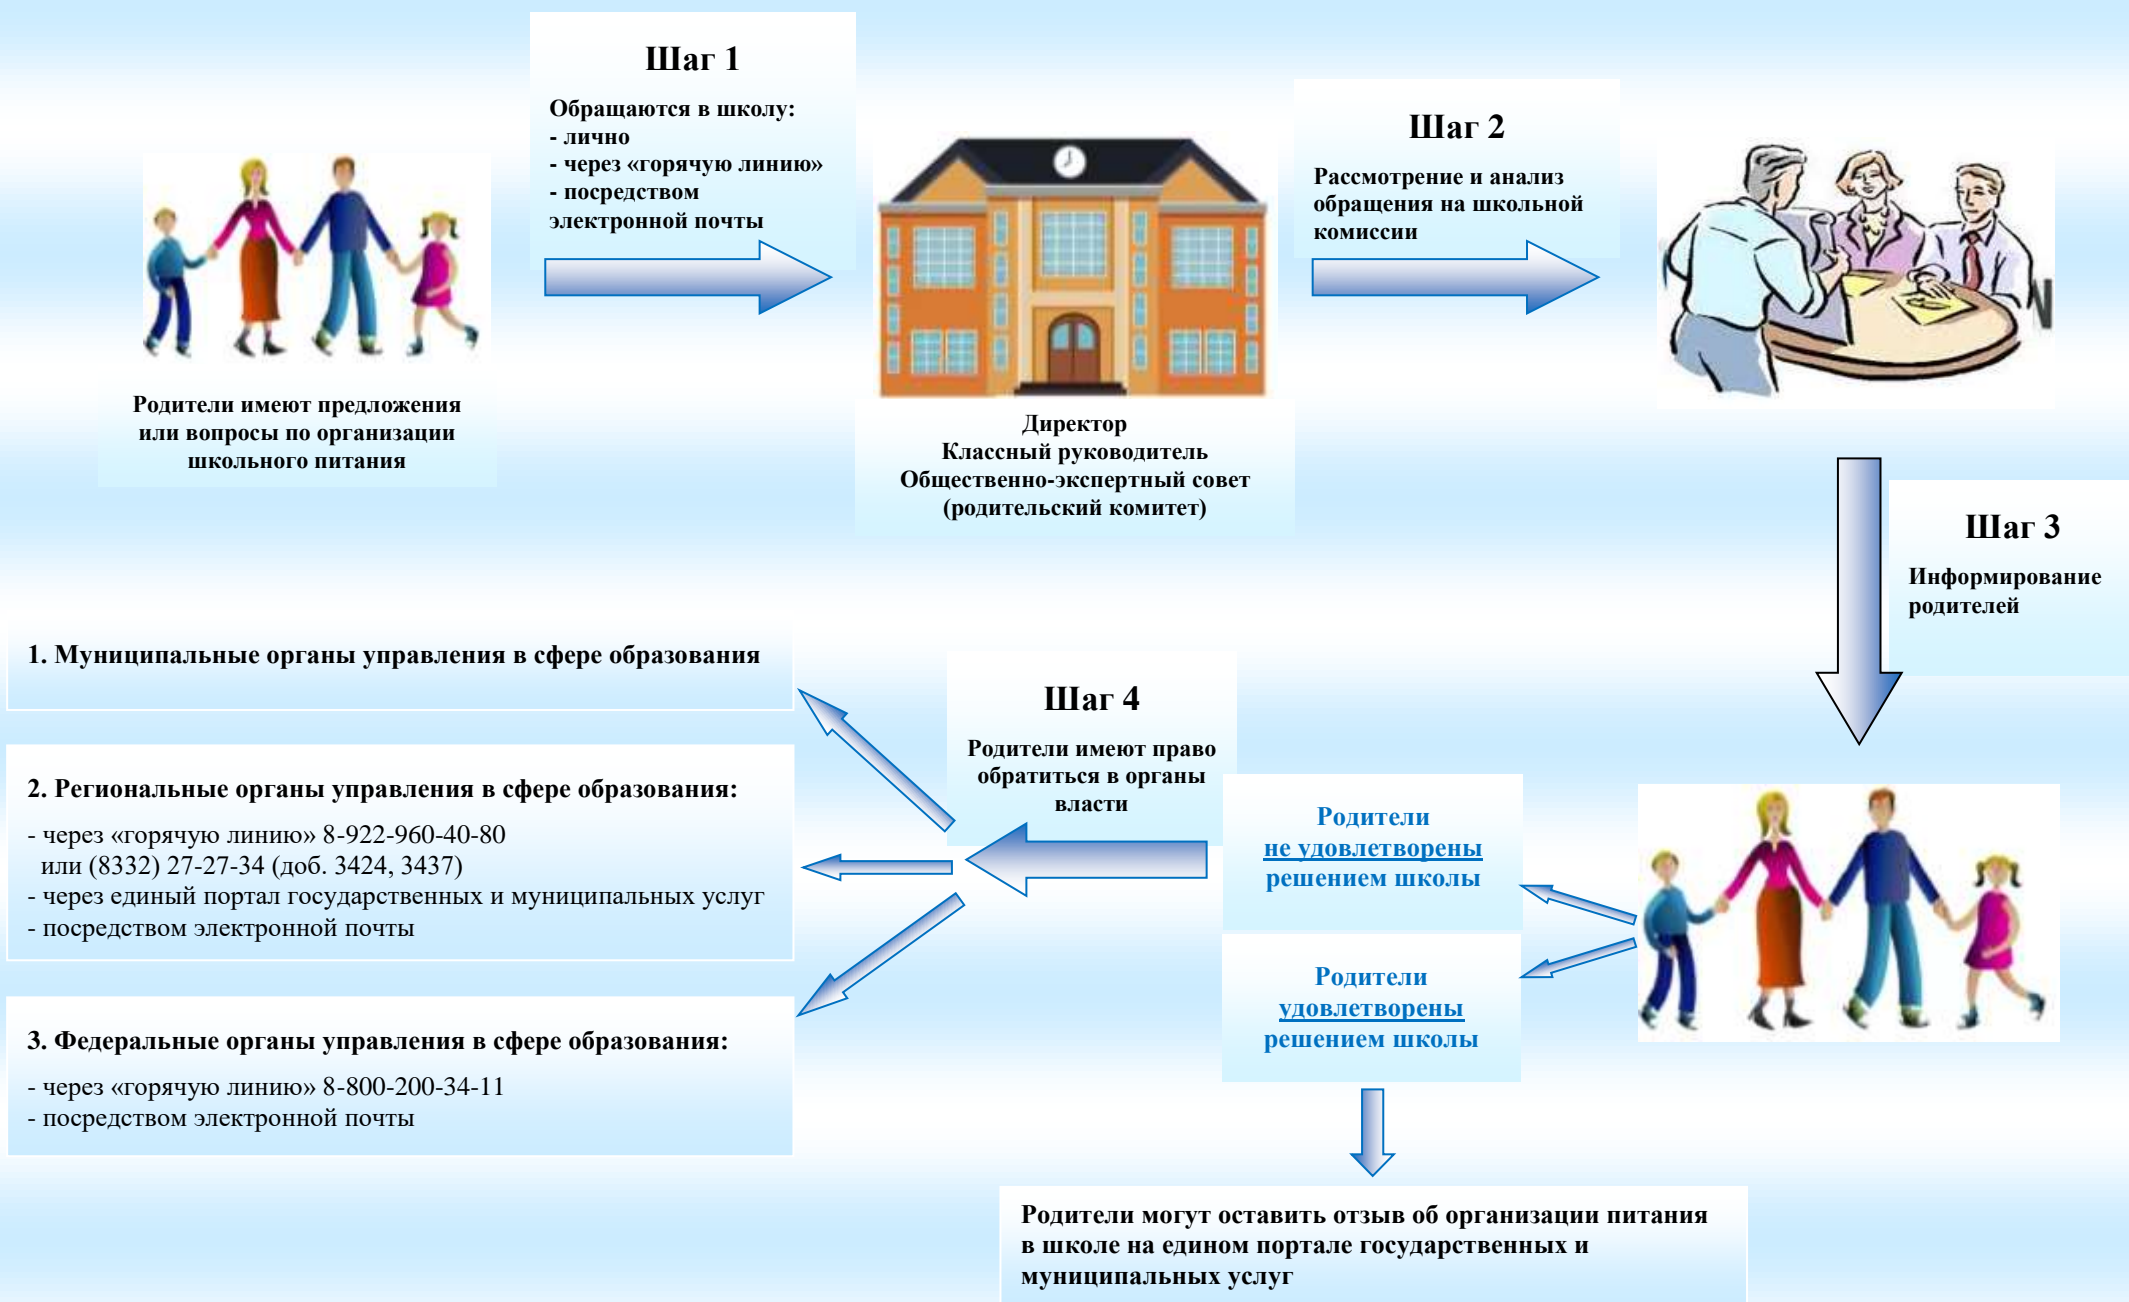 Шаг 1
Обращаются в школу:
- лично
- через «горячую линию»
- посредством
электронной почты
Шаг 2
Рассмотрение и анализ
обращения на школьной
комиссии
Родители имеют предложения
или вопросы по организации
школьного питания
Директор
Классный руководитель
Общественно-экспертный совет
(родительский комитет)
Шаг 3
Информирование
родителей
Шаг 4
Родители имеют право
обратиться в органы
власти
1. Муниципальные органы управления в сфере образования
2. Региональные органы управления в сфере образования:
- через «горячую линию» 8-922-960-40-80
или (8332) 27-27-34 (доб. 3424, 3437)
- через единый портал государственных и муниципальных услуг
- посредством электронной почты
3. Федеральные органы управления в сфере образования:
- через «горячую линию» 8-800-200-34-11
- посредством электронной почты
Родители
не удовлетворены
решением школы
Родители
удовлетворены
решением школы
Родители могут оставить отзыв об организации питания
в школе на едином портале государственных и
муниципальных услуг